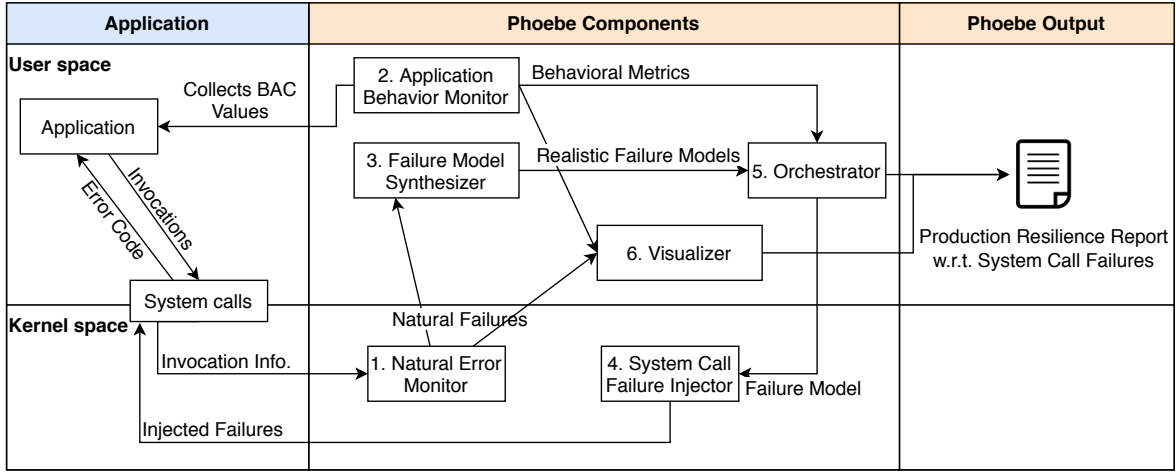 Application
Phoebe Components
Phoebe Output
User space
Collects BAC
Values
2. Application
Behavior Monitor
Behavioral Metrics
Application
3. Failure Model
Synthesizer
Realistic Failure Models
5. Orchestrator
Invocations
Error Code
6. Visualizer
Production Resilience Report
w.r.t. System Call Failures
System calls
Kernel space
Natural Failures
Invocation Info.
1. Natural Error
Monitor
4. System Call
Failure Injector
Failure Model
Injected Failures